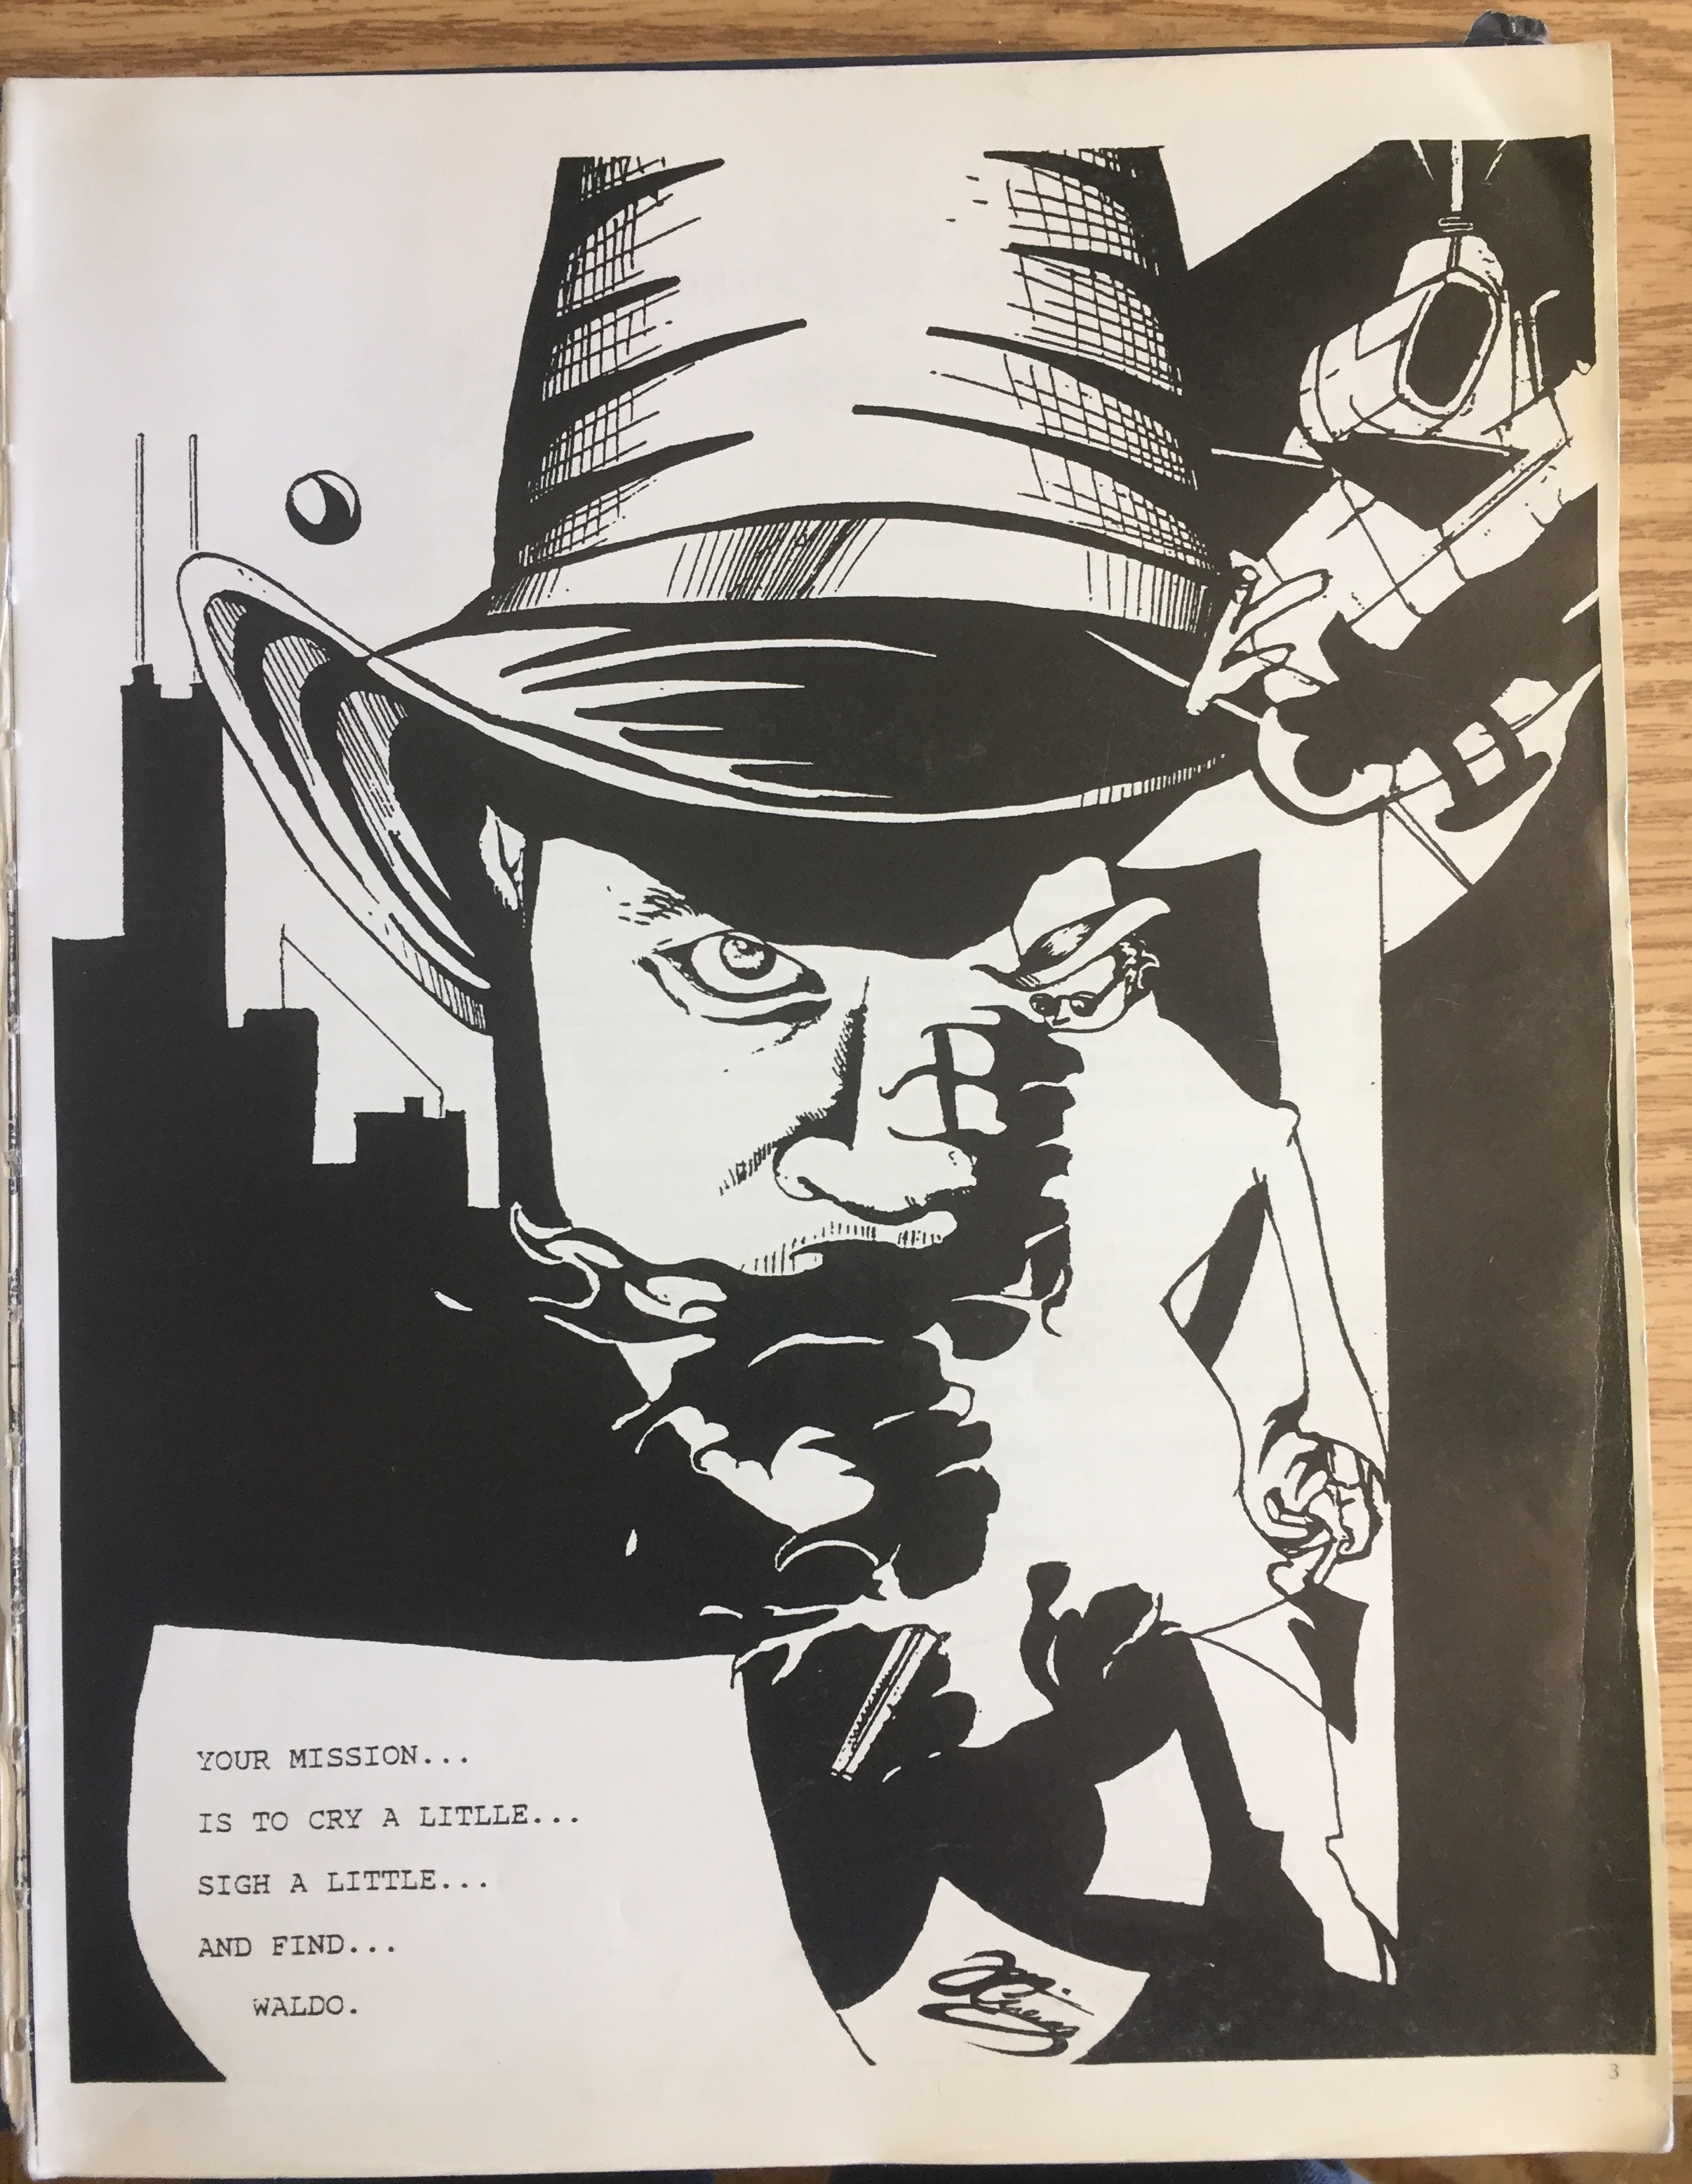 YOUR MISSION...
IS TO CRY A LITLLE...
SIGH A LITTLE...
AND FIND...
WALDO.
3